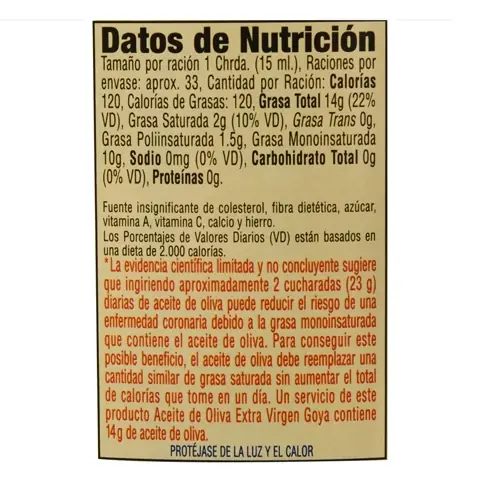 Datos de Nutrición
Tamaño por ración 1 Chrda. (15 ml.), Raciones por
envase: aprox. 33, Cantidad por Ración: Calorías
120, Calorías de Grasas: 120, Grasa Total 14g (22%
VD), Grasa Saturada 2g (10% VD), Grasa Trans 0g,
Grasa Poliinsaturada 1.5g, Grasa Monoinsaturada
10g, Sodio 0mg (0% VD), Carbohidrato Total 0g
(0% VD), Proteínas 0g.
Fuente insignificante de colesterol, fibra dietética, azúcar,
vitamina A, vitamina C, calcio y hierro.
Los Porcentajes de Valores Diarios (VD) están basados en
una dieta de 2.000 calorías.
*La evidencia científica limitada y no concluyente sugiere
que ingiriendo aproximadamente 2 cucharadas (23 g)
diarias de aceite de oliva puede reducir el riesgo de una
enfermedad coronaria debido a la grasa monoinsaturada
que contiene el aceite de oliva. Para conseguir este
posible beneficio, el aceite de oliva debe reemplazar una
cantidad similar de grasa saturada sin aumentar el total
de calorías que tome en un día. Un servicio de este
producto Aceite de Oliva Extra Virgen Goya contiene
14g de aceite de oliva.
PROTÉJASE DE LA LUZ Y EL CALOR